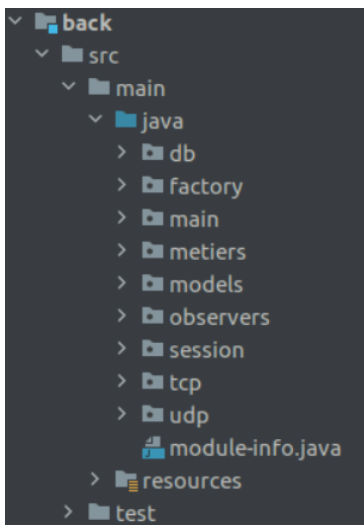 back
src
main
java
db
factory
main
metiers
models
observers
session
tcp
udp
module-info.java
resources
test